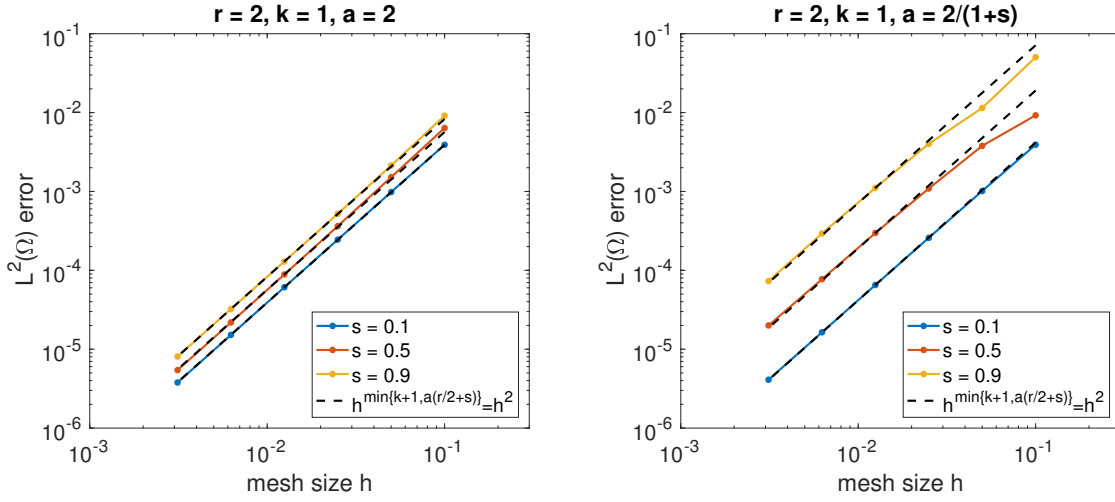 r = 2, k = 1, a = 2
10^-1
10^-2
10^-3
10^-4
10^-5
10^-6
L^2(Ω) error
10^-3
10^-2
10^-1
mesh size h
s = 0.1
s = 0.5
s = 0.9
h^min{k+1,a(r/2+s)}=h^2
r = 2, k = 1, a = 2/(1+s)
10^-1
10^-2
10^-3
10^-4
10^-5
10^-6
L^2(Ω) error
10^-3
10^-2
10^-1
mesh size h
s = 0.1
s = 0.5
s = 0.9
h^min{k+1,a(r/2+s)}=h^2